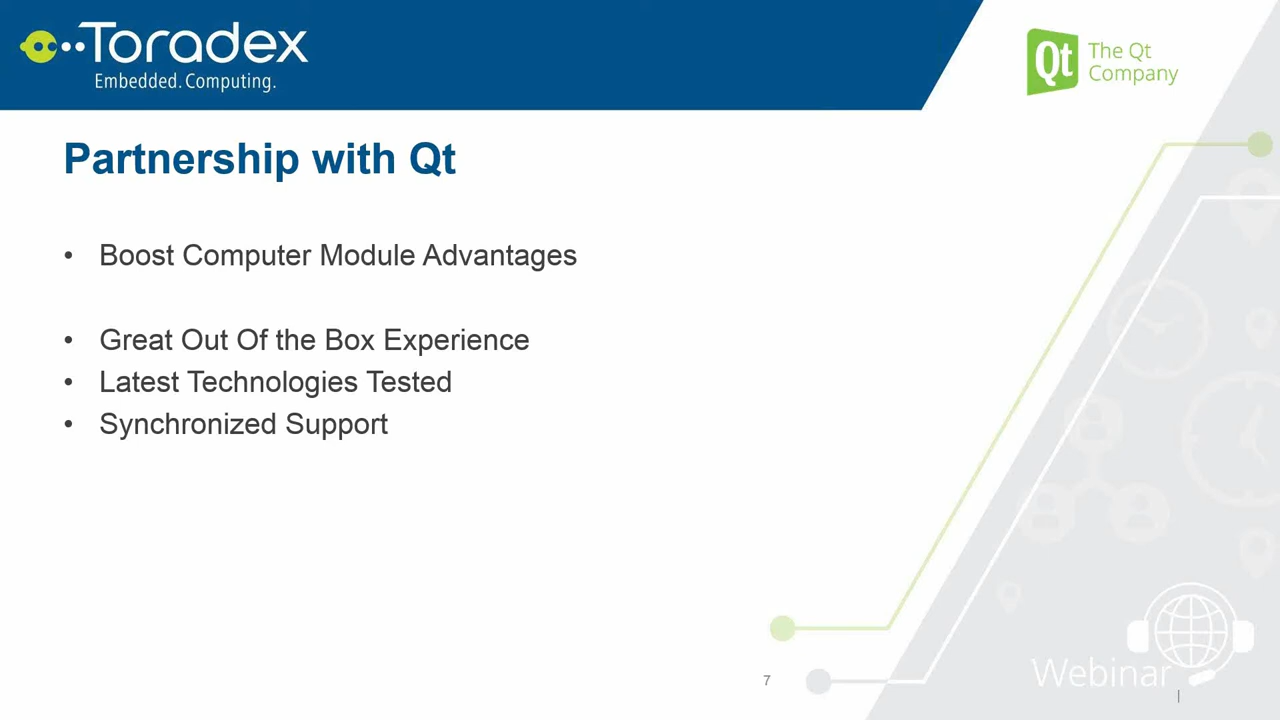 Toradex
Embedded. Computing.
Qt
The Qt
Company
Partnership with Qt
• Boost Computer Module Advantages
• Great Out Of the Box Experience
• Latest Technologies Tested
• Synchronized Support
7
Webinar
|